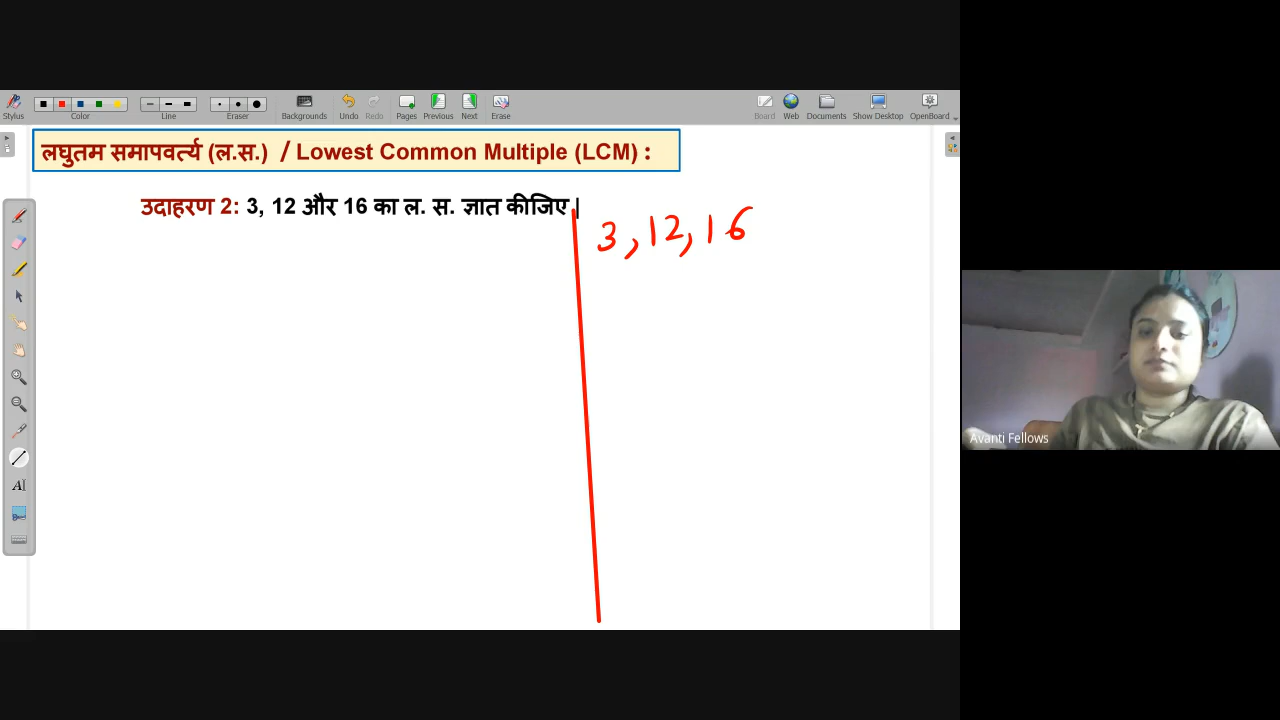 Stylus Color Line Eraser Backgrounds Undo Redo Pages Previous Next Erase Board Web Documents Show Desktop OpenBoard
लघुतम समापवर्त्य (ल.स.) / Lowest Common Multiple (LCM) :
उदाहरण 2: 3, 12 और 16 का ल. स. ज्ञात कीजिए |
3, 12, 16
Avanti Fellows
AI